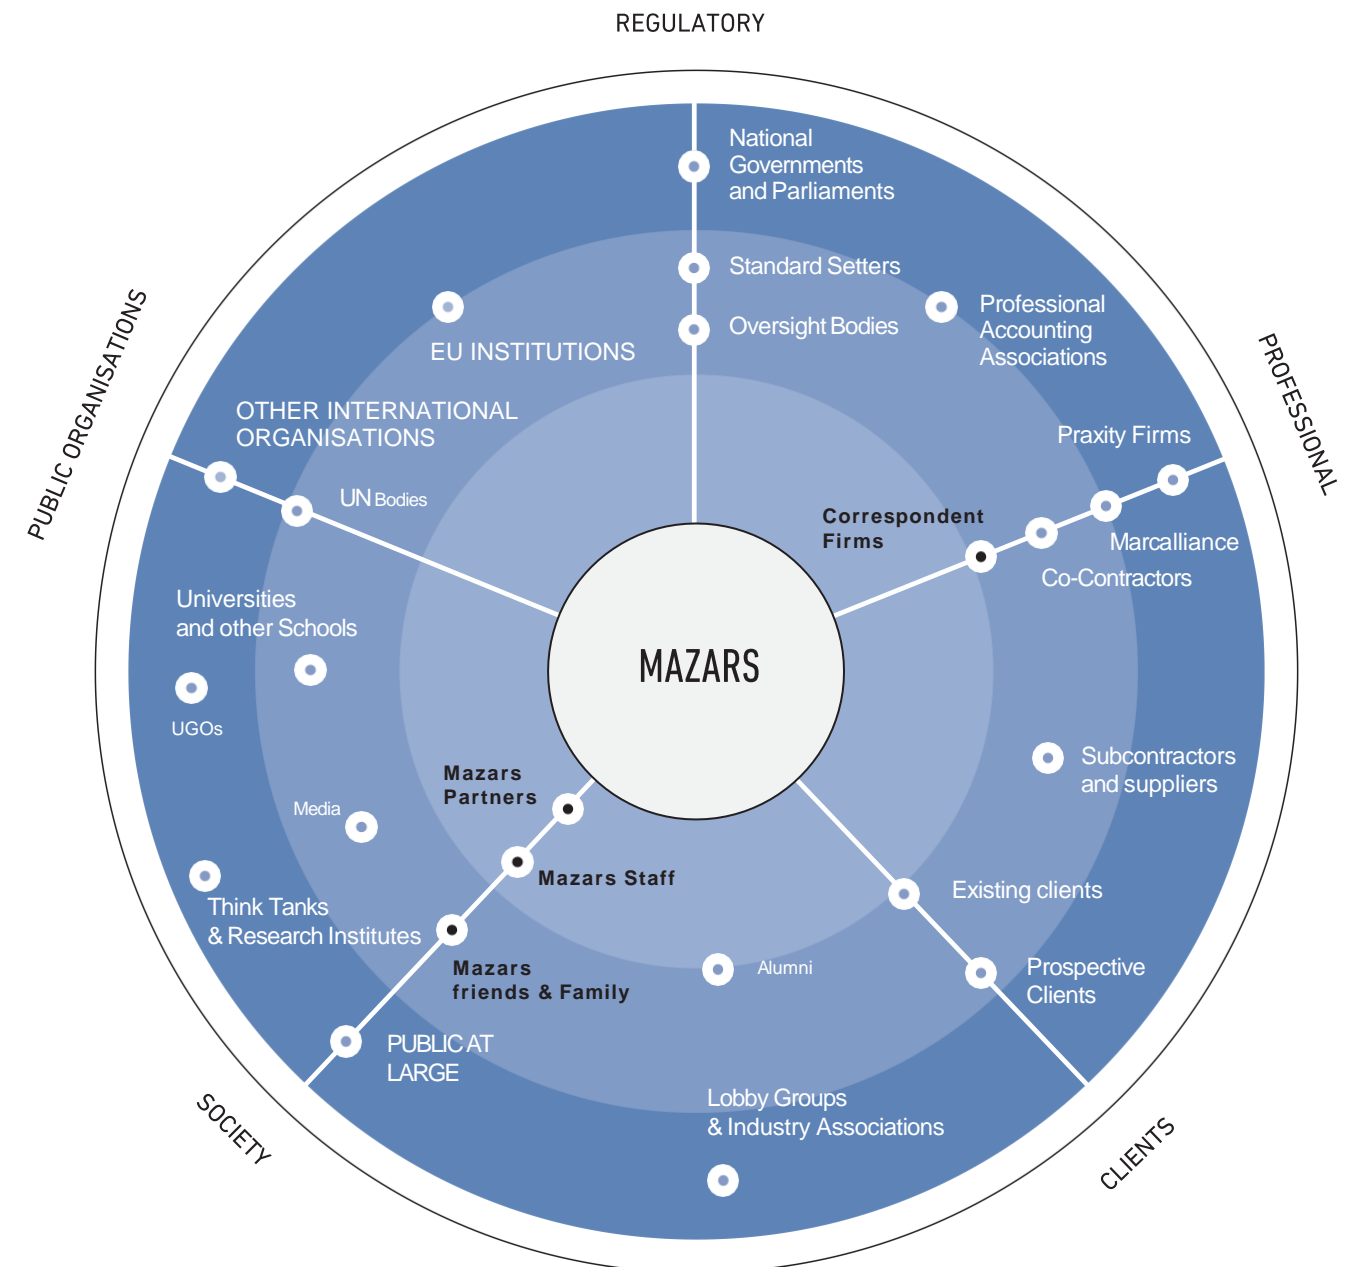 REGULATORY
National
Governments
and Parliaments
Standard Setters
Oversight Bodies
Professional
Accounting
Associations
EU INSTITUTIONS
PUBLIC ORGANISATIONS
PROFESSIONAL
OTHER INTERNATIONAL
ORGANISATIONS
UN Bodies
Praxity Firms
Correspondent
Firms
Marcalliance
Co-Contractors
Universities
and other Schools
UGOs
MAZARS
Mazars
Partners
Subcontractors
and suppliers
Media
Mazars Staff
Existing clients
Think Tanks
& Research Institutes
Mazars
friends & Family
Alumni
Prospective
Clients
PUBLIC AT
LARGE
Lobby Groups
& Industry Associations
SOCIETY
CLIENTS